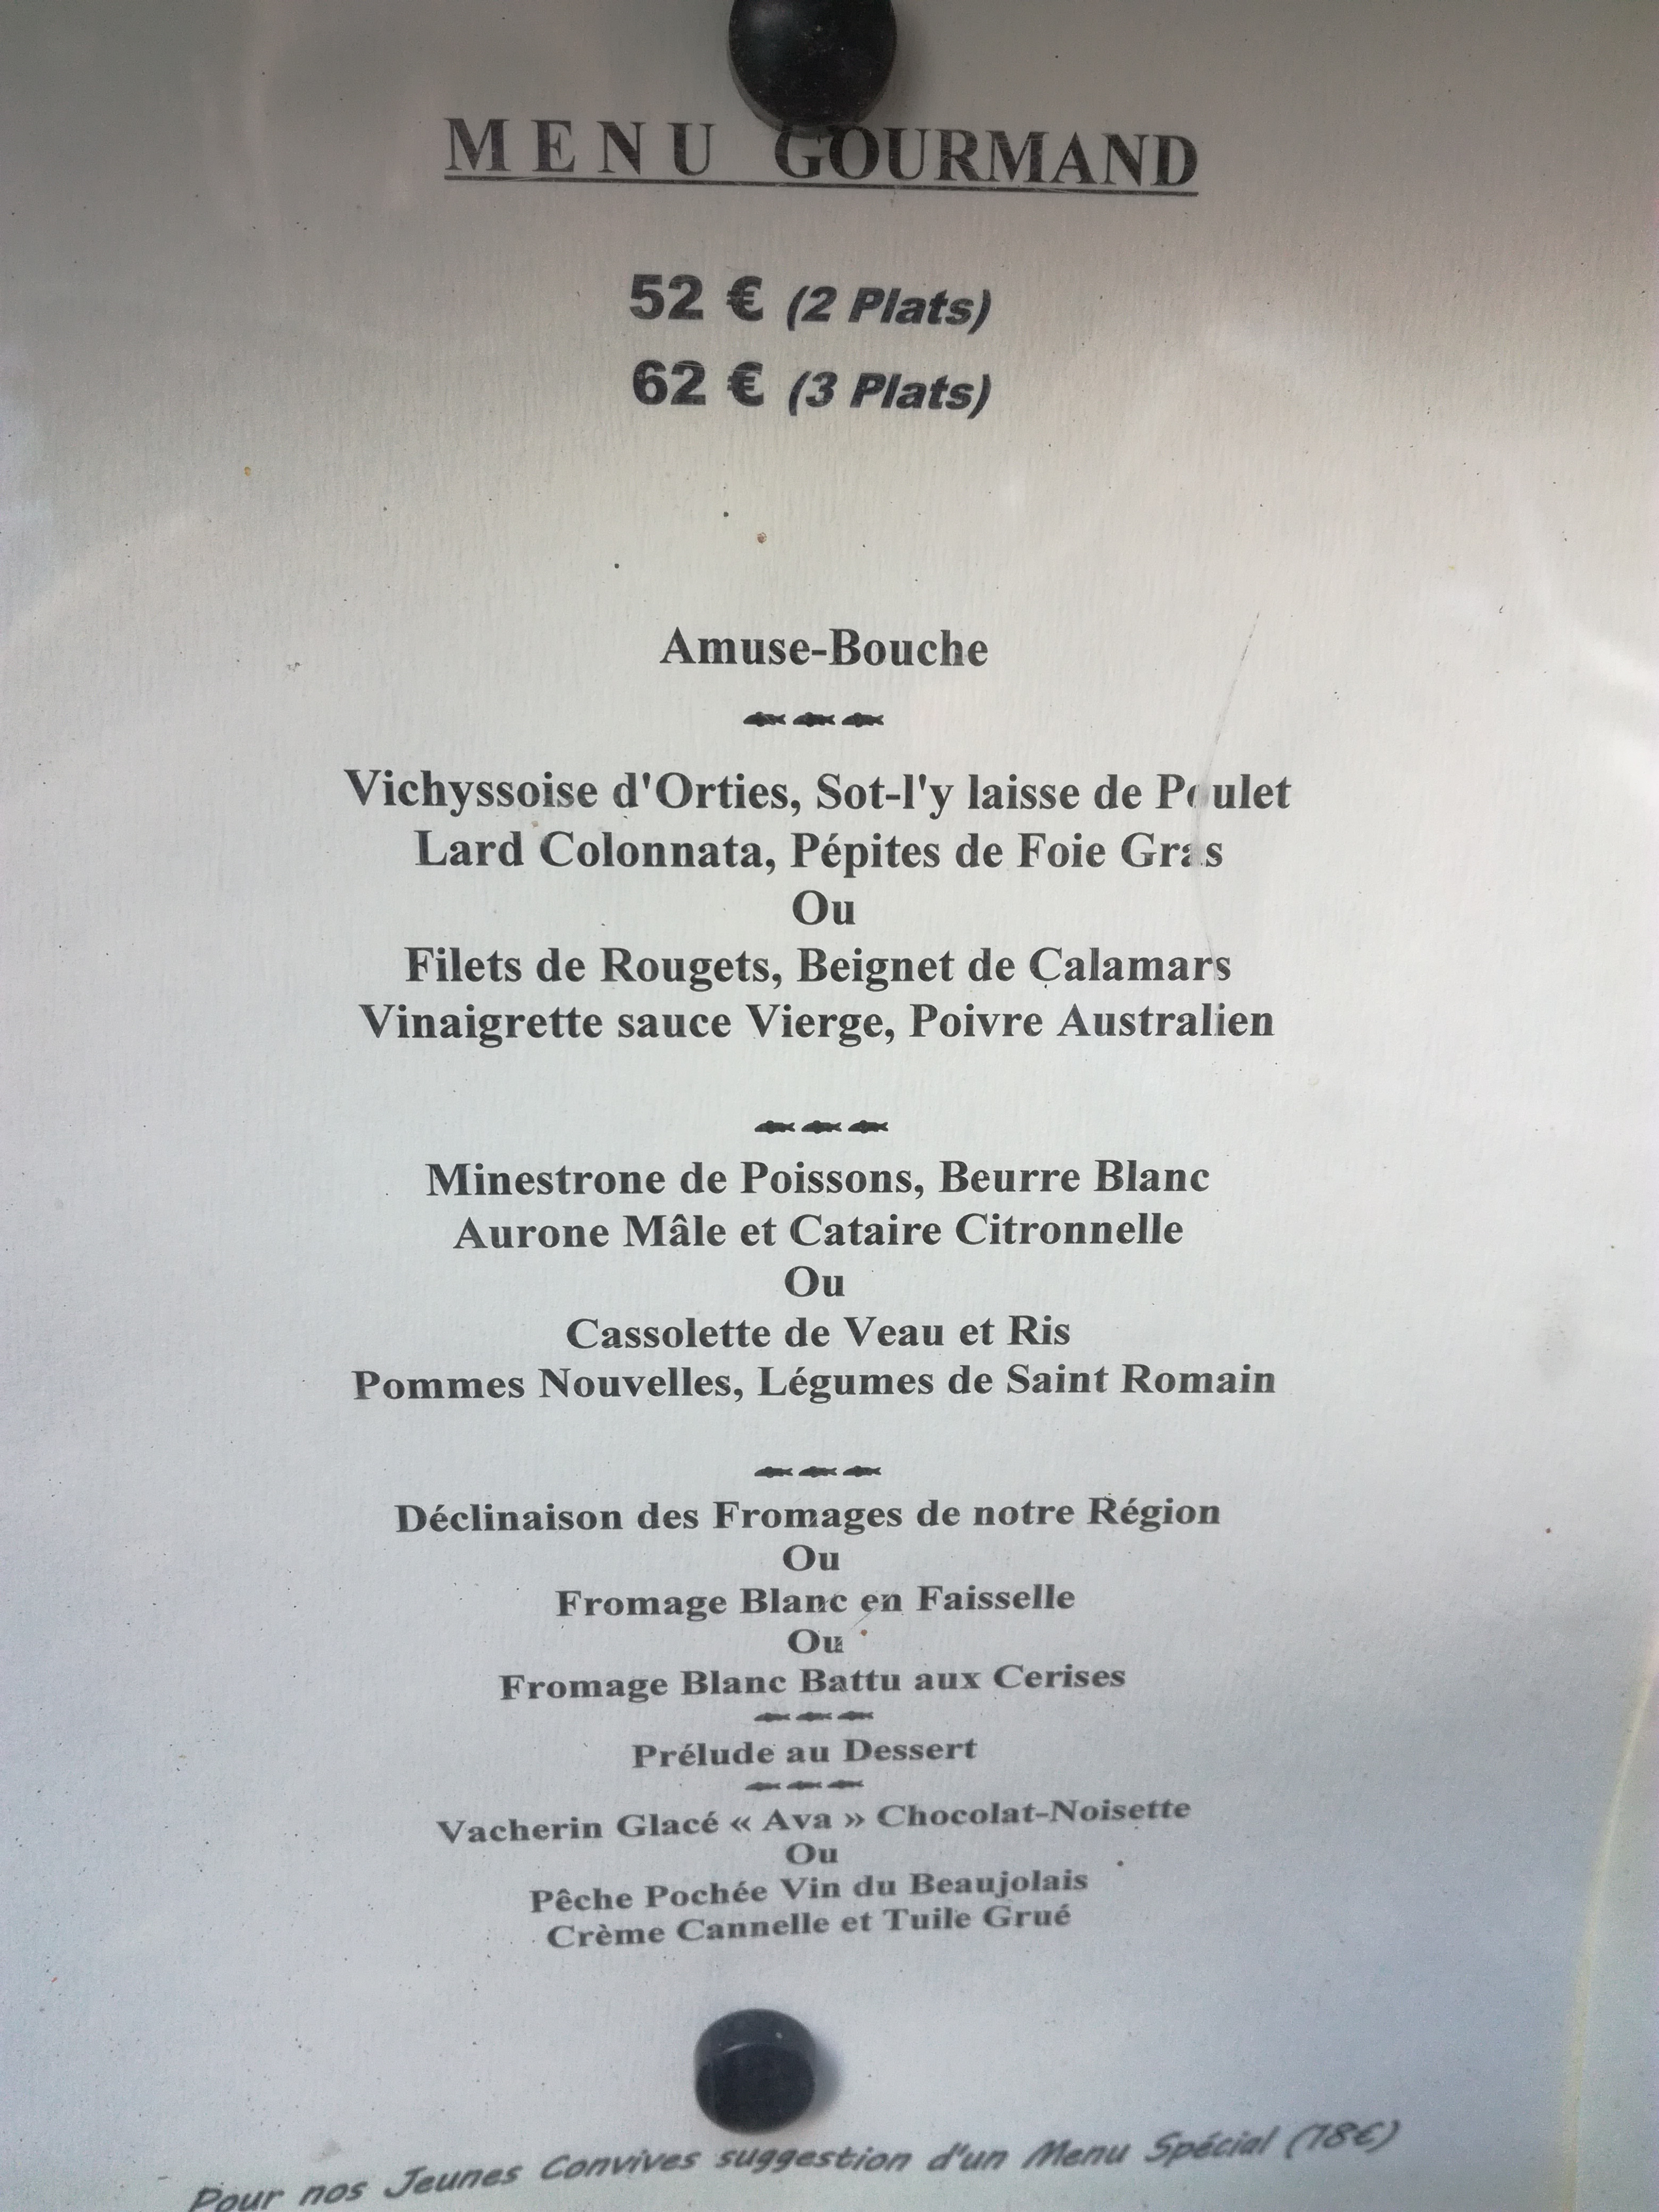 MENU GOURMAND
52 € (2 Plats)
62 € (3 Plats)
Amuse-Bouche
Vichyssoise d'Orties, Sot-l'y laisse de Poulet
Lard Colonnata, Pépites de Foie Gras
Ou
Filets de Rougets, Beignet de Calamars
Vinaigrette sauce Vierge, Poivre Australien
Minestrone de Poissons, Beurre Blanc
Aurone Mâle et Cataire Citronnelle
Ou
Cassolette de Veau et Ris
Pommes Nouvelles, Légumes de Saint Romain
Déclinaison des Fromages de notre Région
Ou
Fromage Blanc en Faisselle
Ou
Fromage Blanc Battu aux Cerises
Prélude au Dessert
Vacherin Glacé « Ava » Chocolat-Noisette
Ou
Pêche Pochée Vin du Beaujolais
Crème Cannelle et Tuile Grué
Pour nos Jeunes Convives suggestion d'un Menu Spécial (18€)